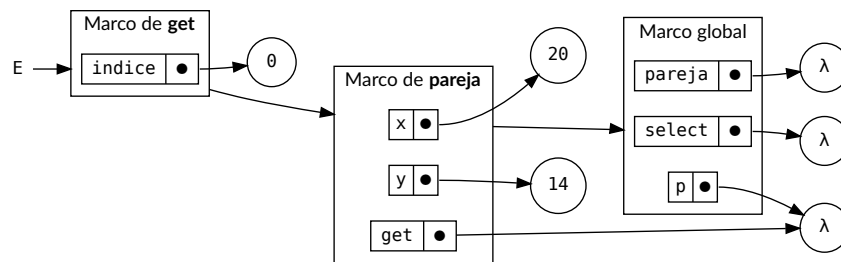 E
Marco de get
indice
0
Marco de pareja
x
20
y
14
get
Marco global
pareja
λ
select
λ
p
λ